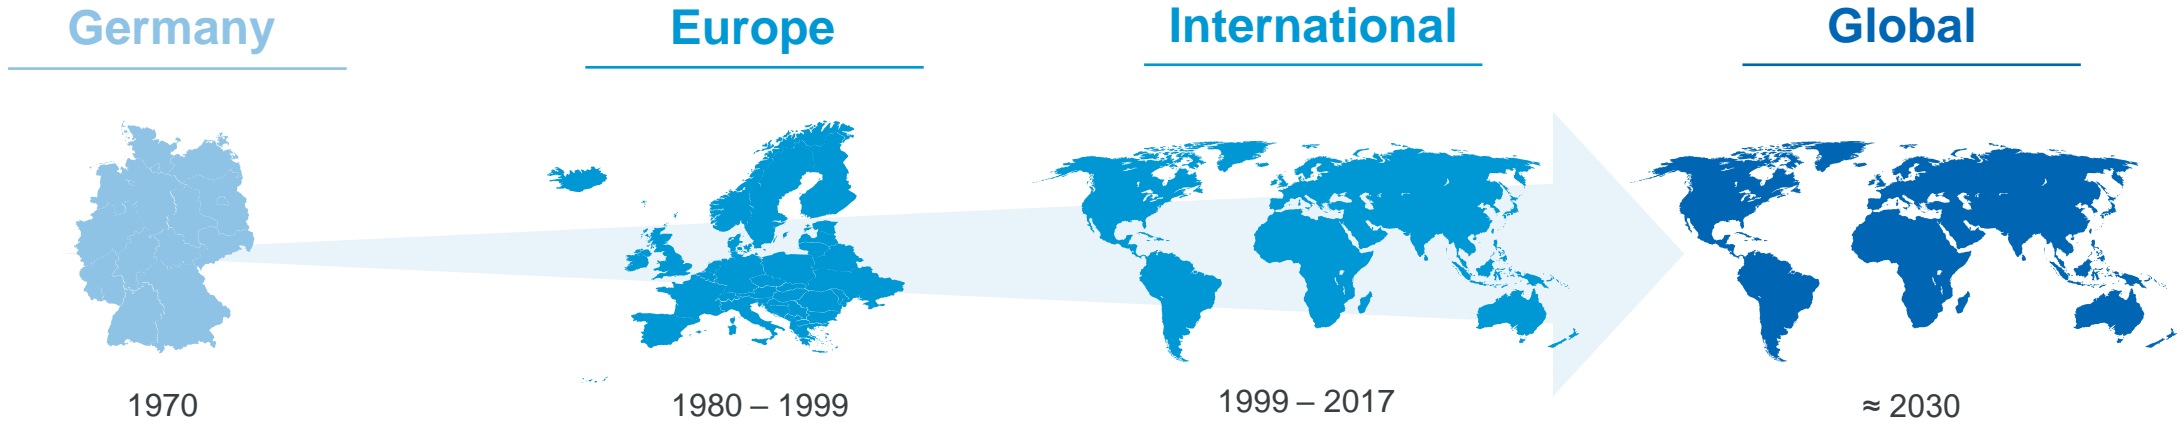 Germany
Europe
International
Global
1970
1980 – 1999
1999 – 2017
≈ 2030